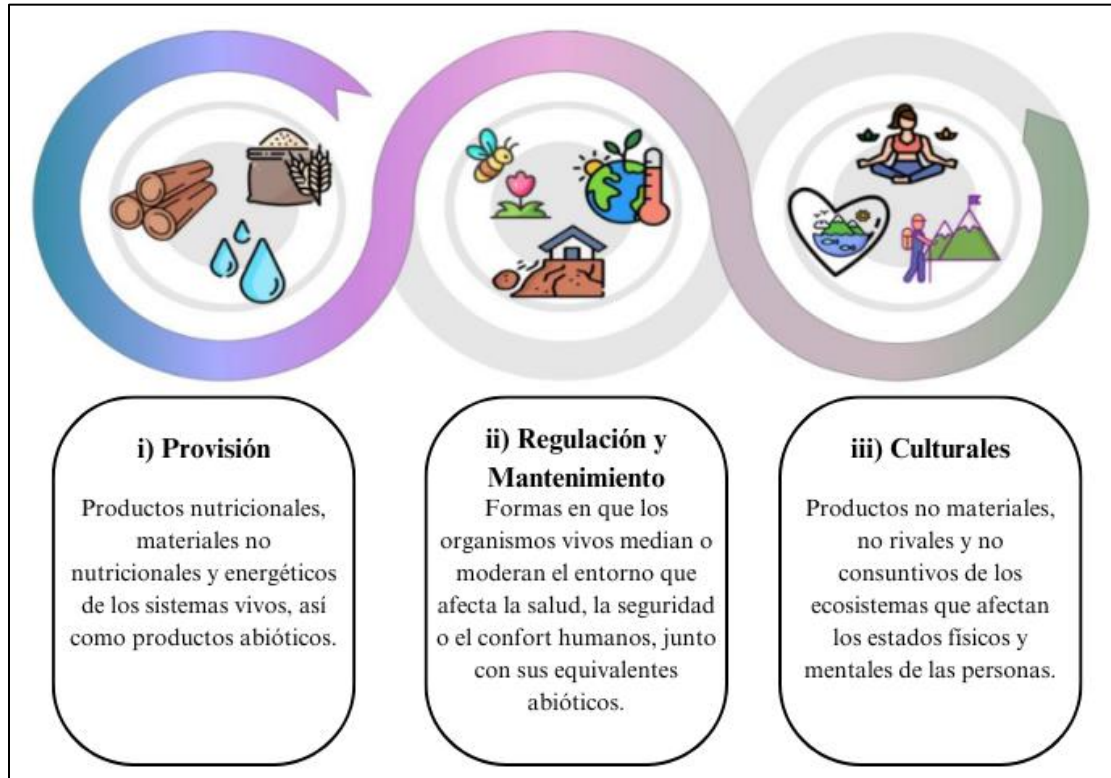 i) Provisión
Productos nutricionales,
materiales no
nutricionales y energéticos
de los sistemas vivos, así
como productos abióticos.
ii) Regulación y
Mantenimiento
Formas en que los
organismos vivos median o
moderan el entorno que
afecta la salud, la seguridad
o el confort humanos, junto
con sus equivalentes
abióticos.
iii) Culturales
Productos no materiales,
no rivales y no
consuntivos de los
ecosistemas que afectan
los estados físicos y
mentales de las personas.